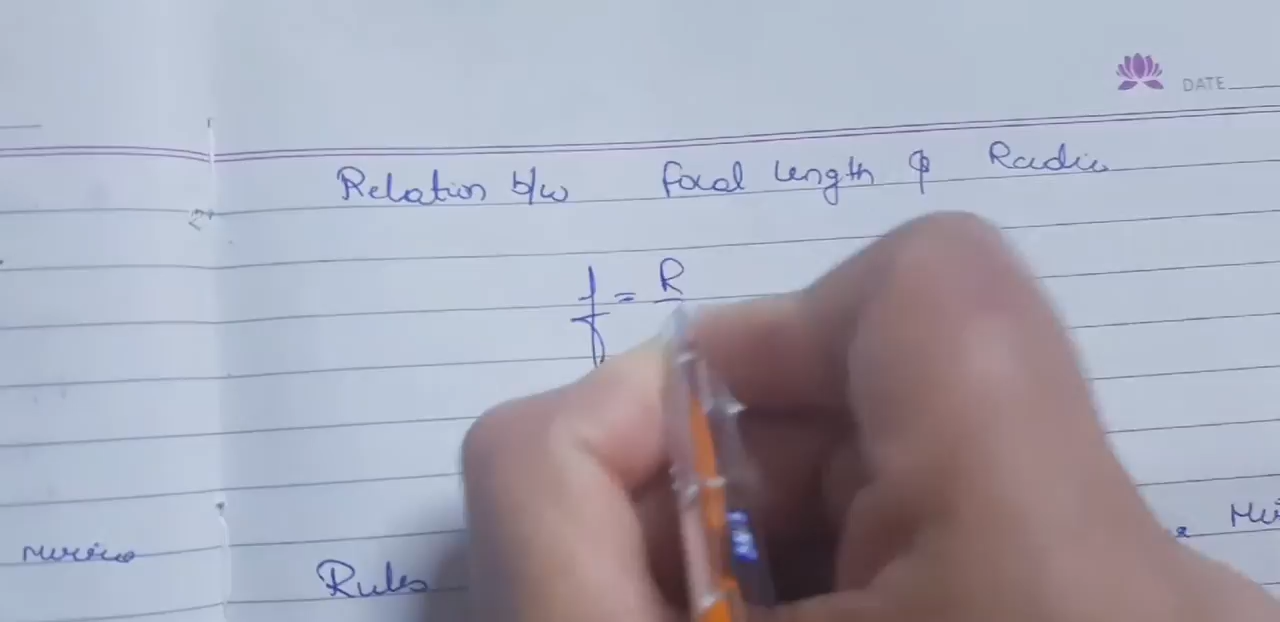 DATE
Relation b/w focal length & Radius
f = R
Rules